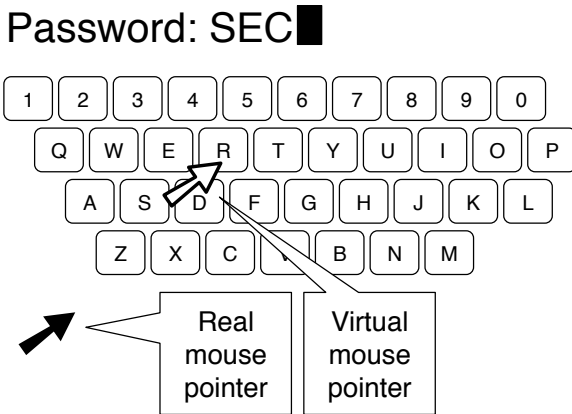 Password: SEC
1 2 3 4 5 6 7 8 9 0
Q W E R T Y U I O P
A S D F G H J K L
Z X C V B N M
Real
mouse
pointer
Virtual
mouse
pointer